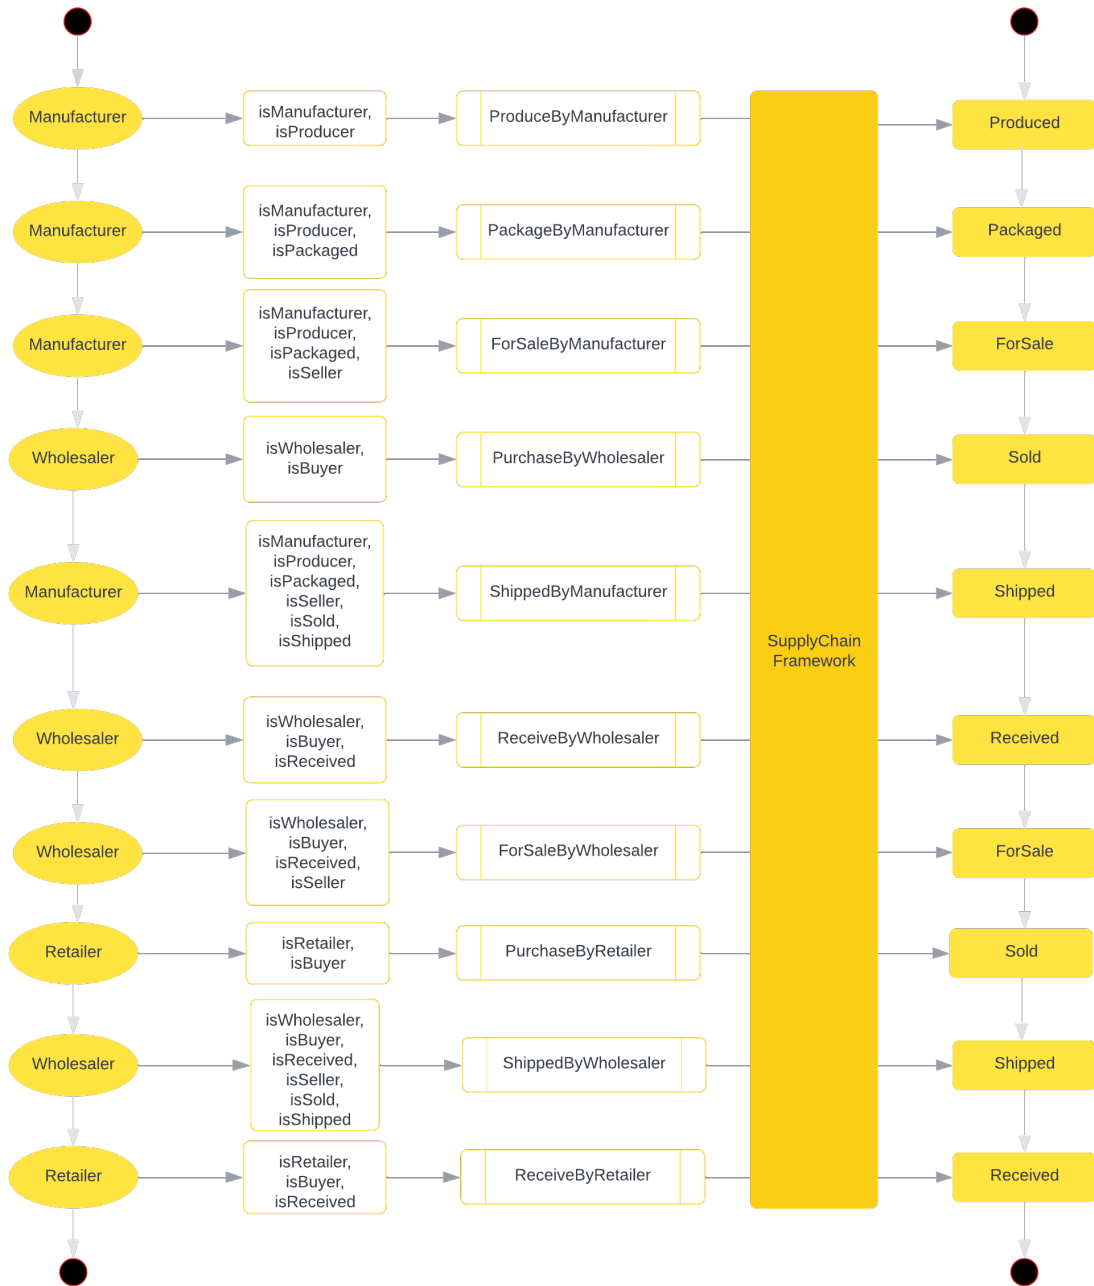 Manufacturer
isManufacturer,
isProducer
ProduceByManufacturer
Produced
Manufacturer
isManufacturer,
isProducer,
isPackaged
PackageByManufacturer
Packaged
Manufacturer
isManufacturer,
isProducer,
isPackaged,
isSeller
ForSaleByManufacturer
ForSale
Wholesaler
isWholesaler,
isBuyer
PurchaseByWholesaler
Sold
Manufacturer
isManufacturer,
isProducer,
isPackaged,
isSeller,
isSold,
isShipped
ShippedByManufacturer
Shipped
SupplyChain
Framework
Wholesaler
isWholesaler,
isBuyer,
isReceived
ReceiveByWholesaler
Received
Wholesaler
isWholesaler,
isBuyer,
isReceived,
isSeller
ForSaleByWholesaler
ForSale
Retailer
isRetailer,
isBuyer
PurchaseByRetailer
Sold
Wholesaler
isWholesaler,
isBuyer,
isReceived,
isSeller,
isSold,
isShipped
ShippedByWholesaler
Shipped
Retailer
isRetailer,
isBuyer,
isReceived
ReceiveByRetailer
Received